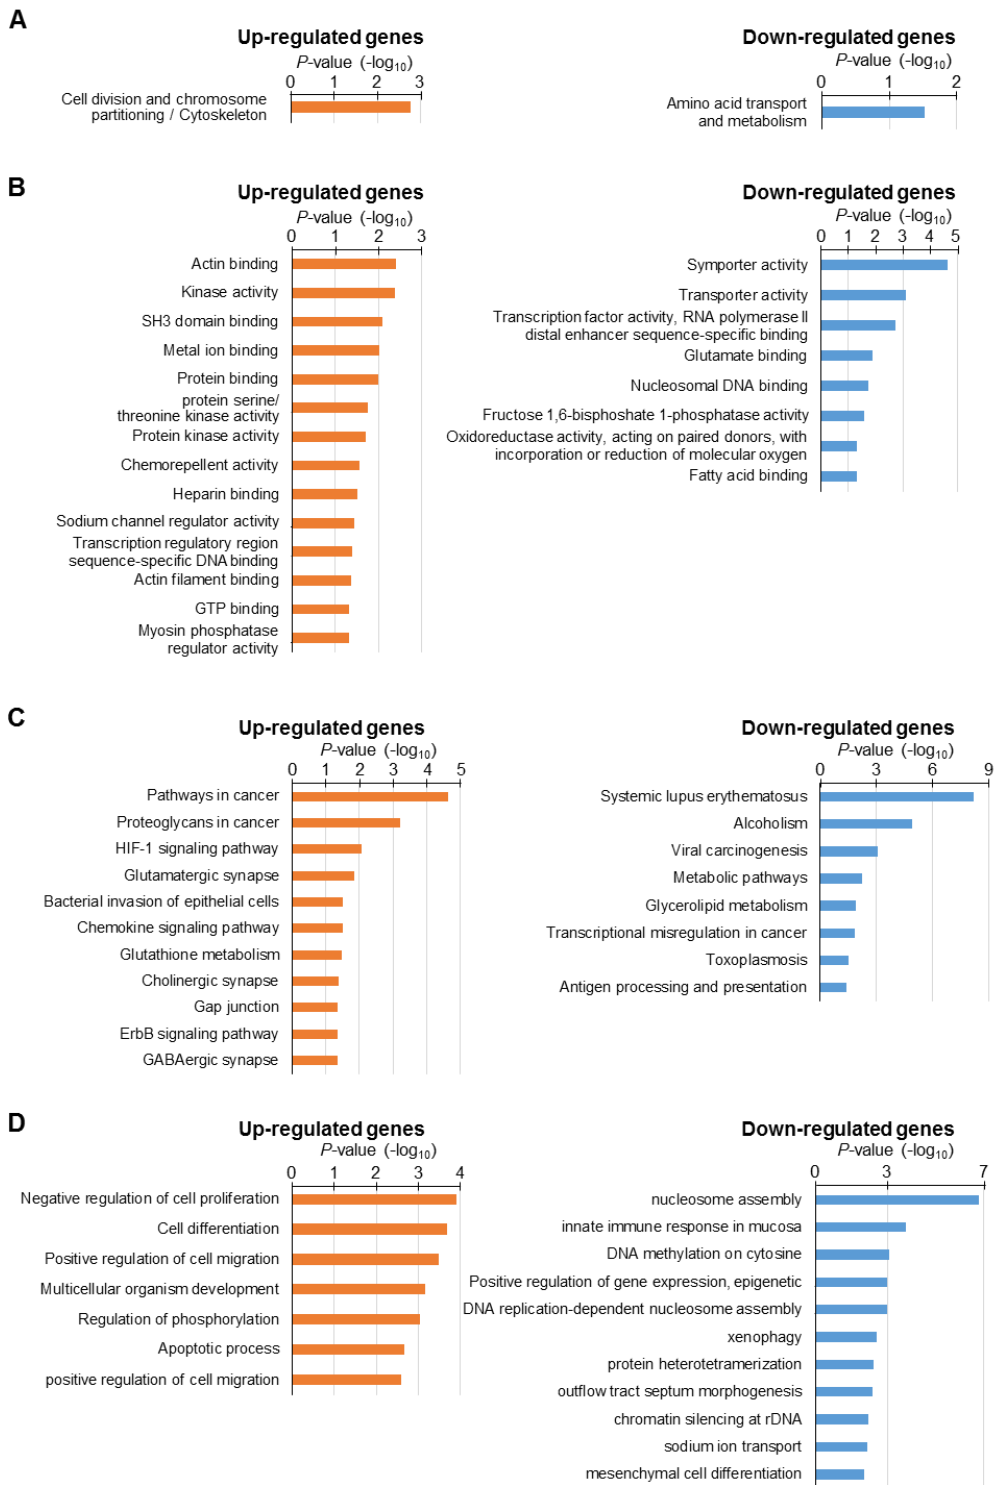 A
Up-regulated genes
P-value (-log10)
0 1 2 3
Cell division and chromosome
partitioning / Cytoskeleton
Down-regulated genes
P-value (-log10)
0 1 2
Amino acid transport
and metabolism
B
Up-regulated genes
P-value (-log10)
0 1 2 3
Actin binding
Kinase activity
SH3 domain binding
Metal ion binding
Protein binding
protein serine/
threonine kinase activity
Protein kinase activity
Chemorepellent activity
Heparin binding
Sodium channel regulator activity
Transcription regulatory region
sequence-specific DNA binding
Actin filament binding
GTP binding
Myosin phosphatase
regulator activity
Down-regulated genes
P-value (-log10)
0 1 2 3 4 5
Symporter activity
Transporter activity
Transcription factor activity, RNA polymerase II
distal enhancer sequence-specific binding
Glutamate binding
Nucleosomal DNA binding
Fructose 1,6-bisphoshate 1-phosphatase activity
Oxidoreductase activity, acting on paired donors, with
incorporation or reduction of molecular oxygen
Fatty acid binding
C
Up-regulated genes
P-value (-log10)
0 1 2 3 4 5
Pathways in cancer
Proteoglycans in cancer
HIF-1 signaling pathway
Glutamatergic synapse
Bacterial invasion of epithelial cells
Chemokine signaling pathway
Glutathione metabolism
Cholinergic synapse
Gap junction
ErbB signaling pathway
GABAergic synapse
Down-regulated genes
P-value (-log10)
0 3 6 9
Systemic lupus erythematosus
Alcoholism
Viral carcinogenesis
Metabolic pathways
Glycerolipid metabolism
Transcriptional misregulation in cancer
Toxoplasmosis
Antigen processing and presentation
D
Up-regulated genes
P-value (-log10)
0 1 2 3 4
Negative regulation of cell proliferation
Cell differentiation
Positive regulation of cell migration
Multicellular organism development
Regulation of phosphorylation
Apoptotic process
positive regulation of cell migration
Down-regulated genes
P-value (-log10)
0 3 7
nucleosome assembly
innate immune response in mucosa
DNA methylation on cytosine
Positive regulation of gene expression, epigenetic
DNA replication-dependent nucleosome assembly
xenophagy
protein heterotetramerization
outflow tract septum morphogenesis
chromatin silencing at rDNA
sodium ion transport
mesenchymal cell differentiation